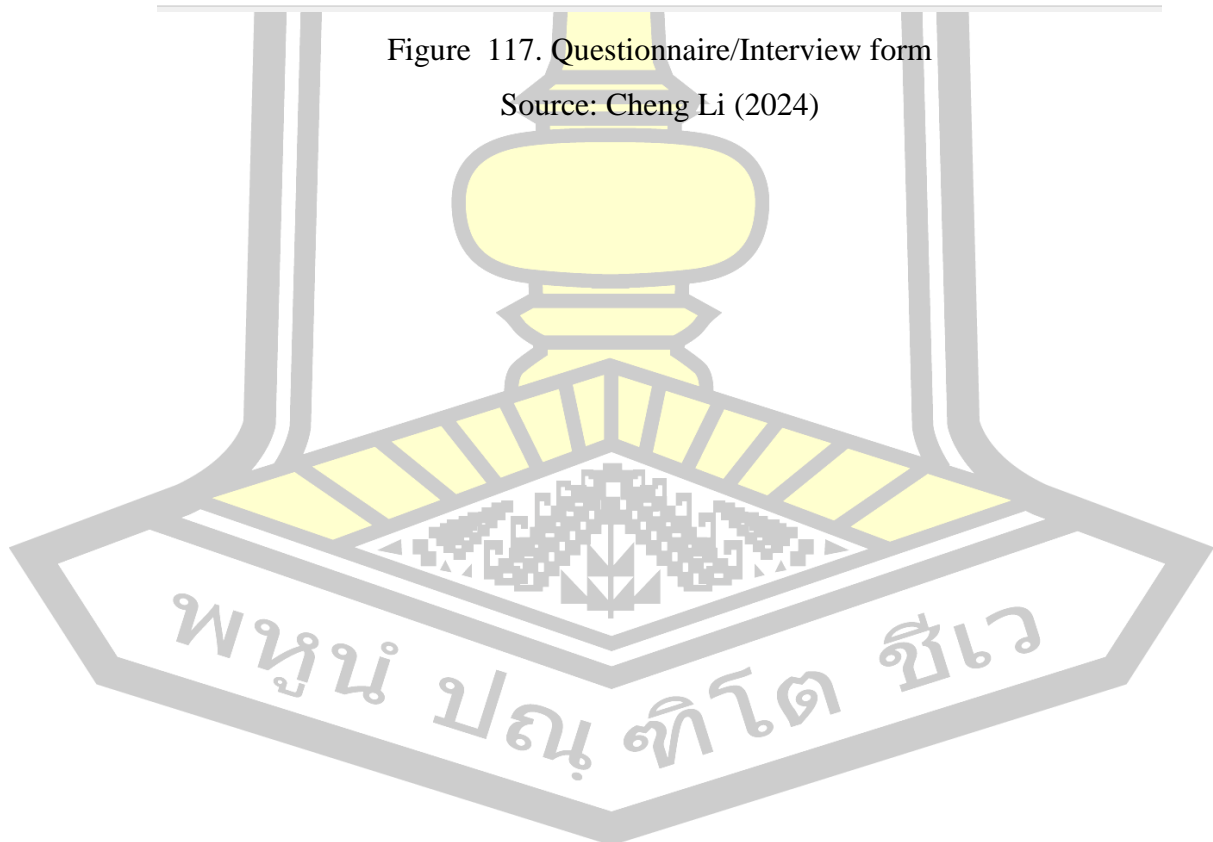 Figure  117. Questionnaire/Interview form
Source: Cheng Li (2024)
พหูนํ ปณฺฑิโต ชีเว